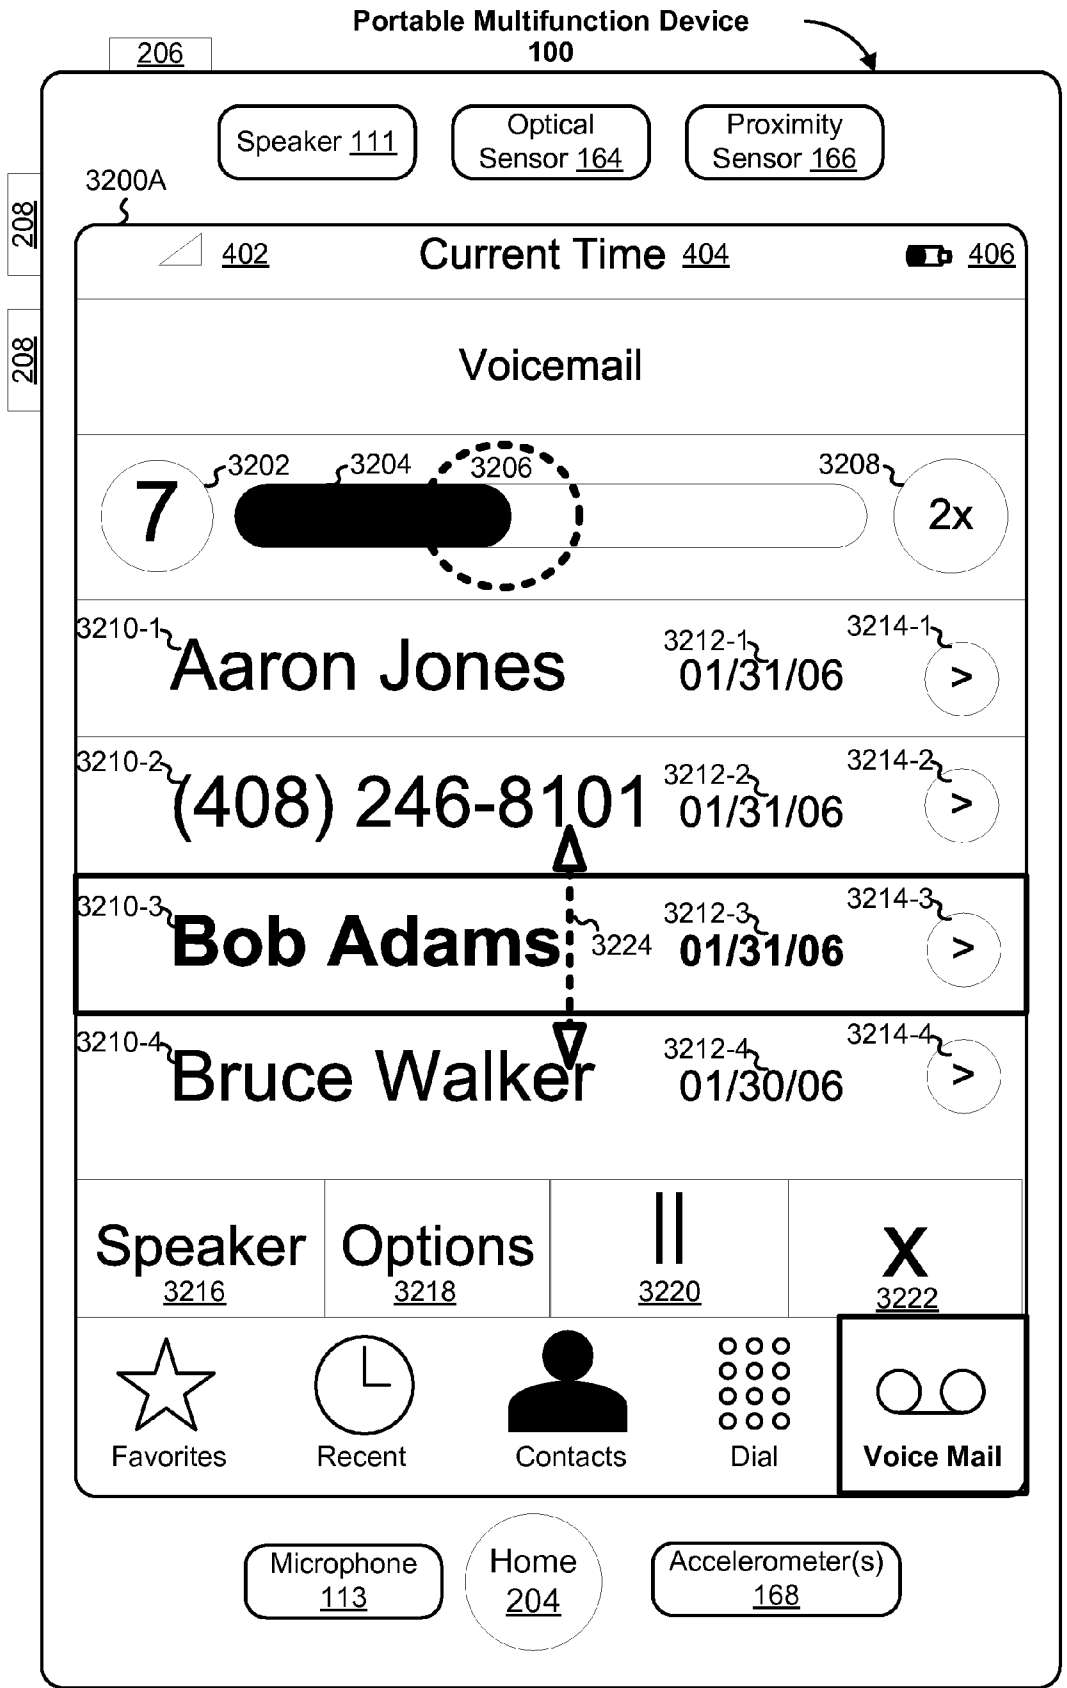 Portable Multifunction Device
100
206
208
208
Speaker 111
Optical
Sensor 164
Proximity
Sensor 166
3200A
402
Current Time 404
406
Voicemail
7
3202
3204
3206
3208
2x
3210-1
Aaron Jones
3212-1
01/31/06
3214-1
>
3210-2
(408) 246-8101
3212-2
01/31/06
3214-2
>
3210-3
Bob Adams
3224
3212-3
01/31/06
3214-3
>
3210-4
Bruce Walker
3212-4
01/30/06
3214-4
>
Speaker
3216
Options
3218
||
3220
X
3222
Favorites
Recent
Contacts
Dial
Voice Mail
Microphone
113
Home
204
Accelerometer(s)
168